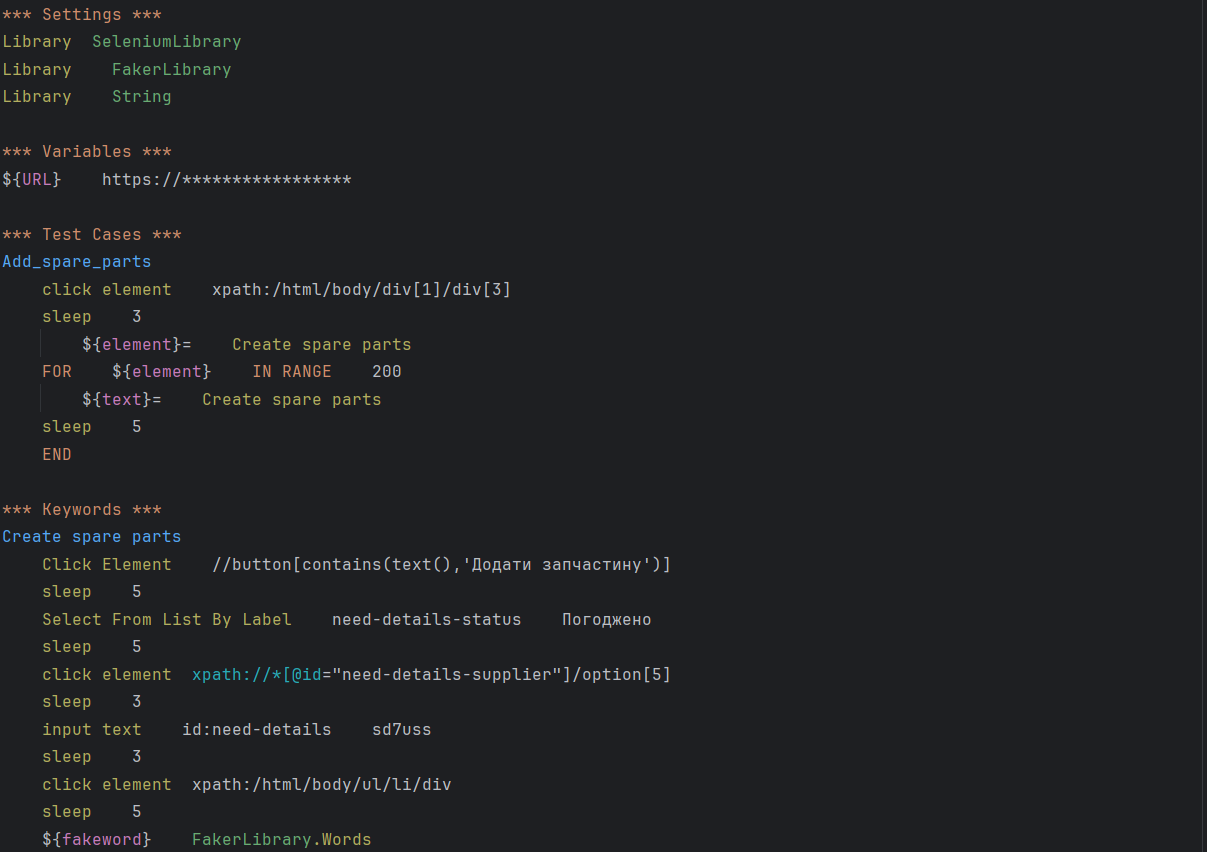 *** Settings ***
Library  SeleniumLibrary
Library    FakerLibrary
Library    String
*** Variables ***
${URL}    https://*****************
*** Test Cases ***
Add_spare_parts
    click element    xpath:/html/body/div[1]/div[3]
    sleep    3
        ${element}=    Create spare parts
    FOR    ${element}    IN RANGE    200
        ${text}=    Create spare parts
    sleep    5
    END
*** Keywords ***
Create spare parts
    Click Element    //button[contains(text(),'Додати запчастину')]
    sleep    5
    Select From List By Label    need-details-status    Погоджено
    sleep    5
    click element  xpath://*[@id="need-details-supplier"]/option[5]
    sleep    3
    input text    id:need-details    sd7uss
    sleep    3
    click element  xpath:/html/body/ul/li/div
    sleep    5
    ${fakeword}    FakerLibrary.Words